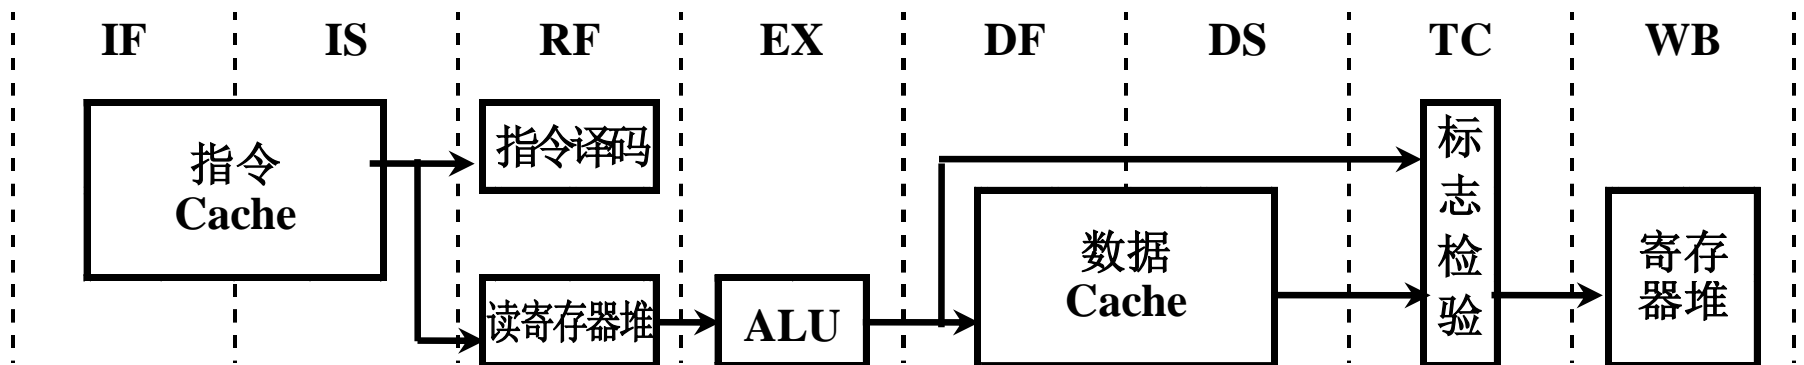 IF IS RF EX DF DS TC WB
指令
Cache
指令译码
读寄存器堆
ALU
数据
Cache
标
志
检
验
寄存
器堆